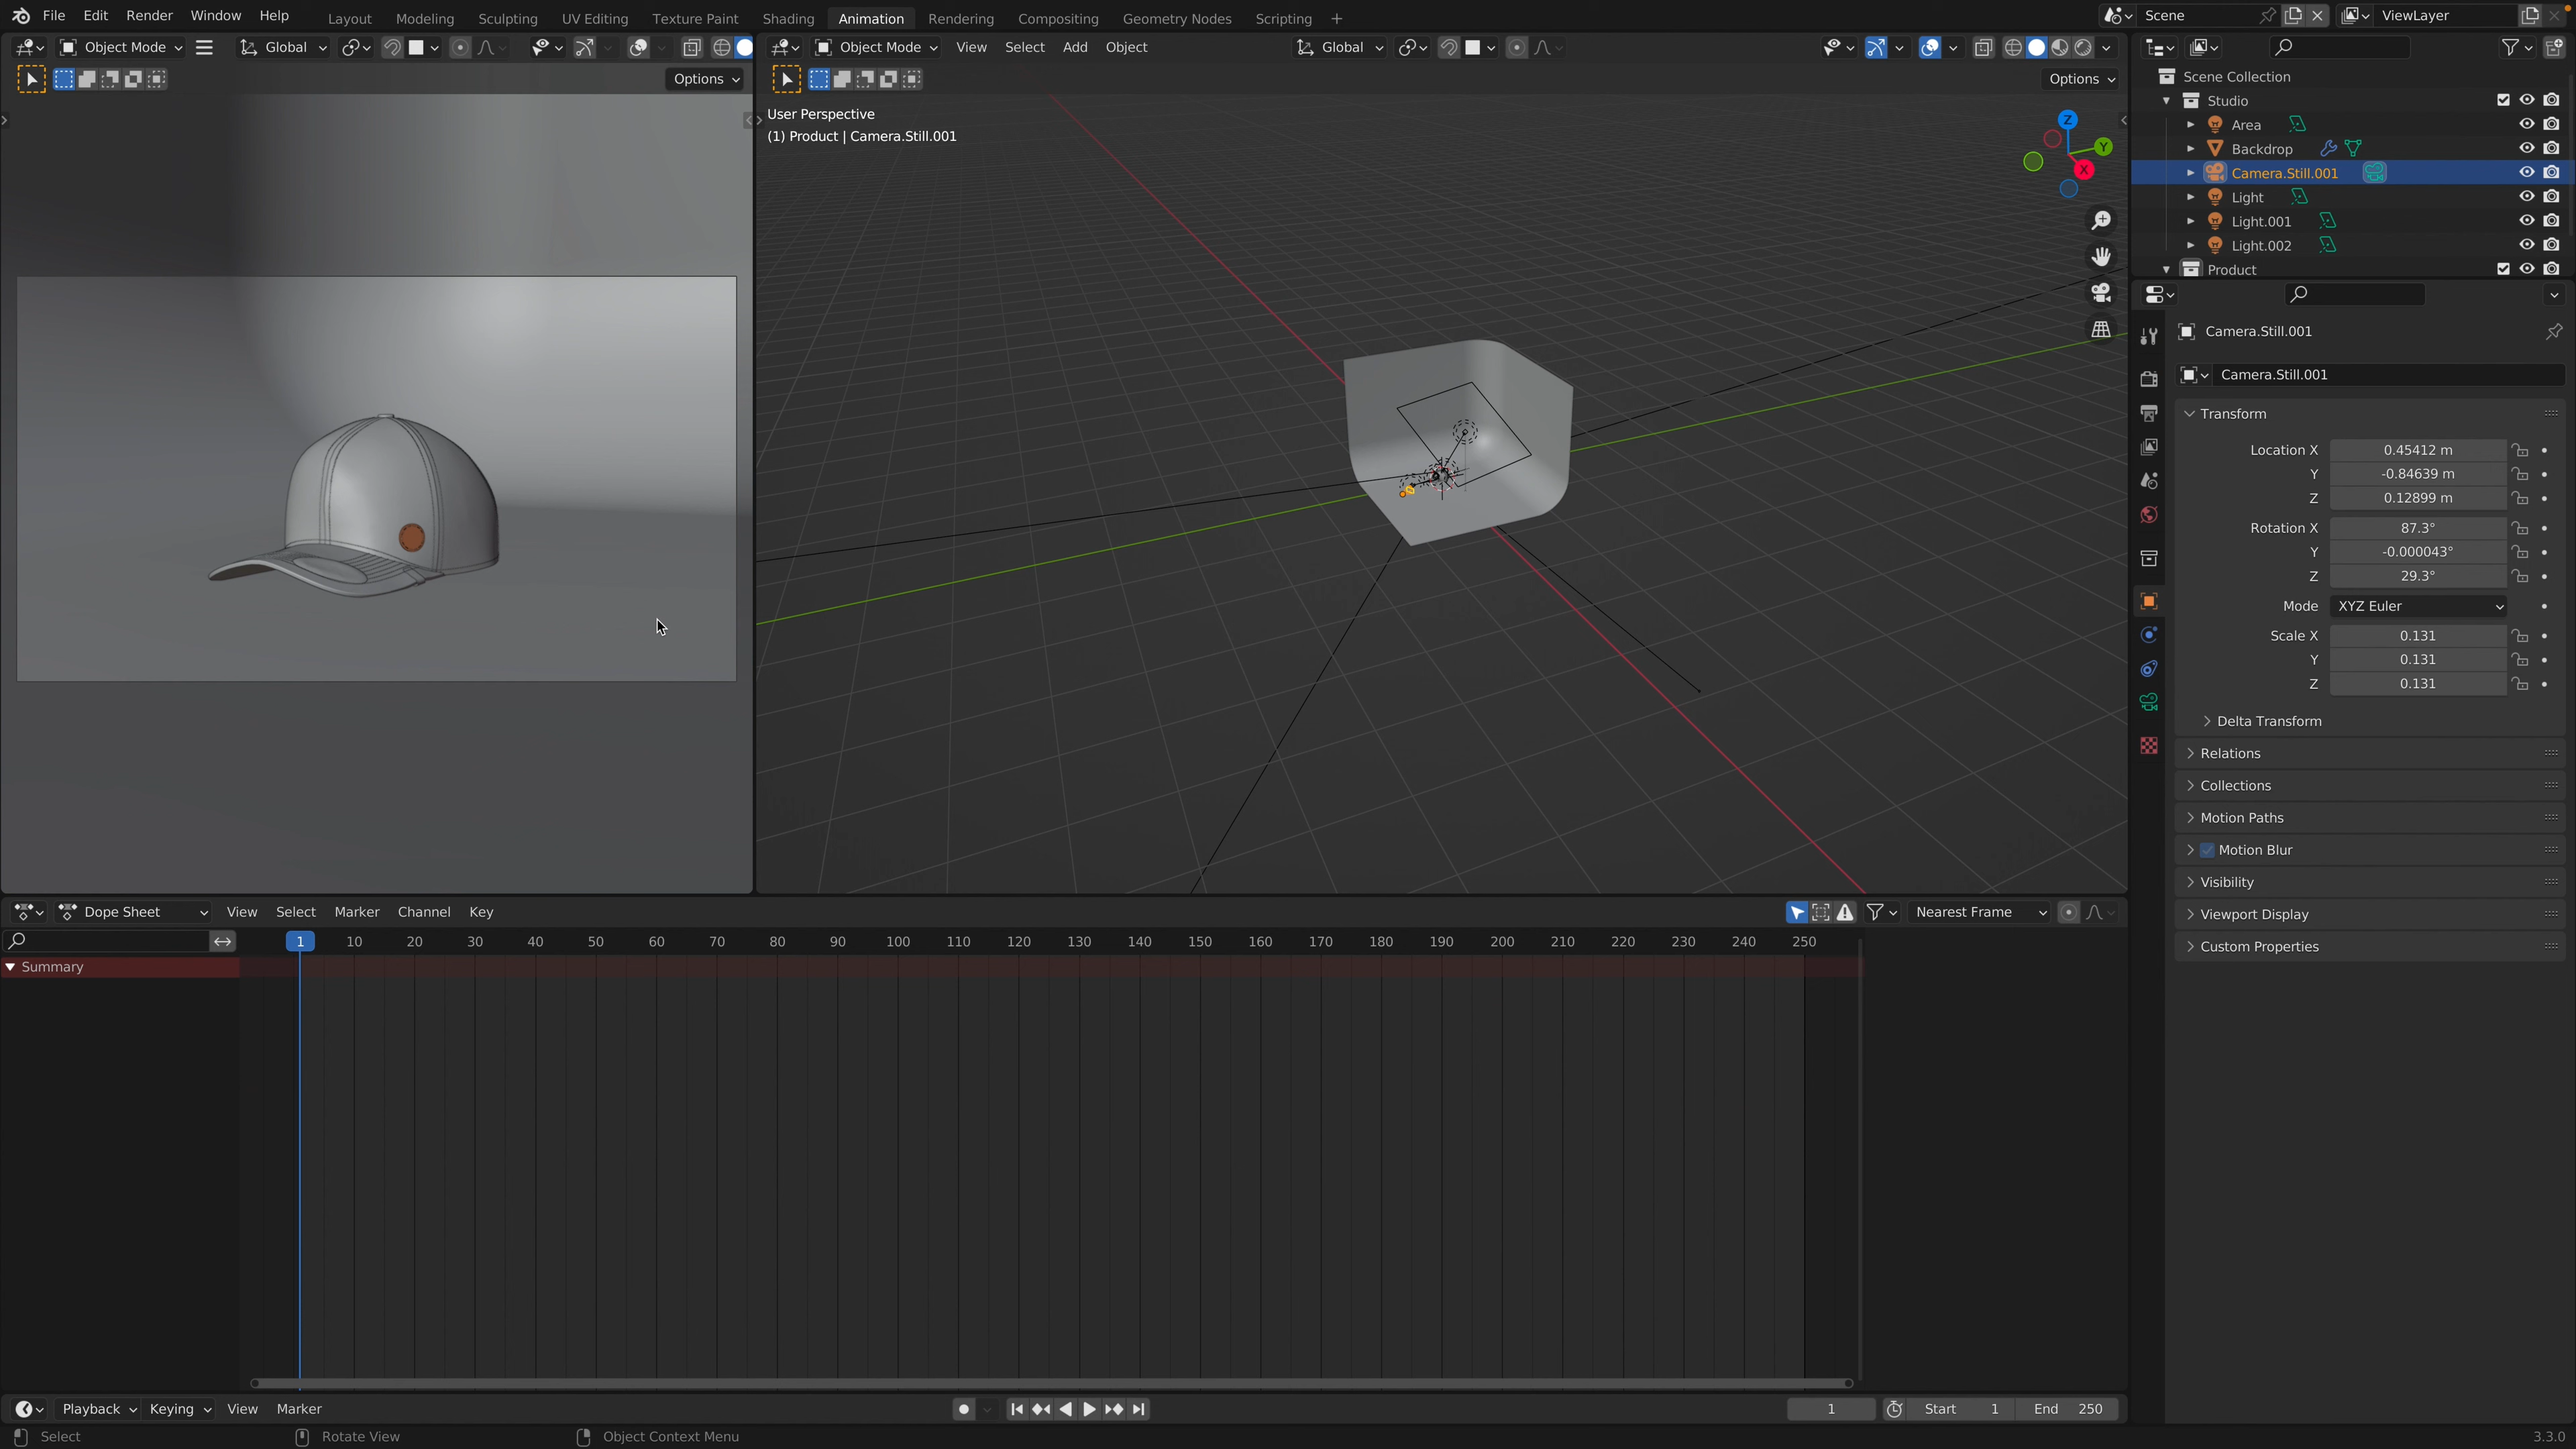 File Edit Render Window Help Layout Modeling Sculpting UV Editing Texture Paint Shading Animation Rendering Compositing Geometry Nodes Scripting + Scene ViewLayer
Object Mode Global Object Mode View Select Add Object Global
Options Options
User Perspective
(1) Product | Camera.Still.001
Z
Y
X
Scene Collection
Studio
Area
Backdrop
Camera.Still.001
Light
Light.001
Light.002
Product
Camera.Still.001
Camera.Still.001
Transform
Location X 0.45412 m
Y -0.84639 m
Z 0.12899 m
Rotation X 87.3°
Y -0.000043°
Z 29.3°
Mode XYZ Euler
Scale X 0.131
Y 0.131
Z 0.131
Delta Transform
Relations
Collections
Motion Paths
Motion Blur
Visibility
Viewport Display
Custom Properties
Dope Sheet View Select Marker Channel Key Nearest Frame
1 10 20 30 40 50 60 70 80 90 100 110 120 130 140 150 160 170 180 190 200 210 220 230 240 250
Summary
Playback Keying View Marker 1 Start 1 End 250
Select Rotate View Object Context Menu 3.3.0